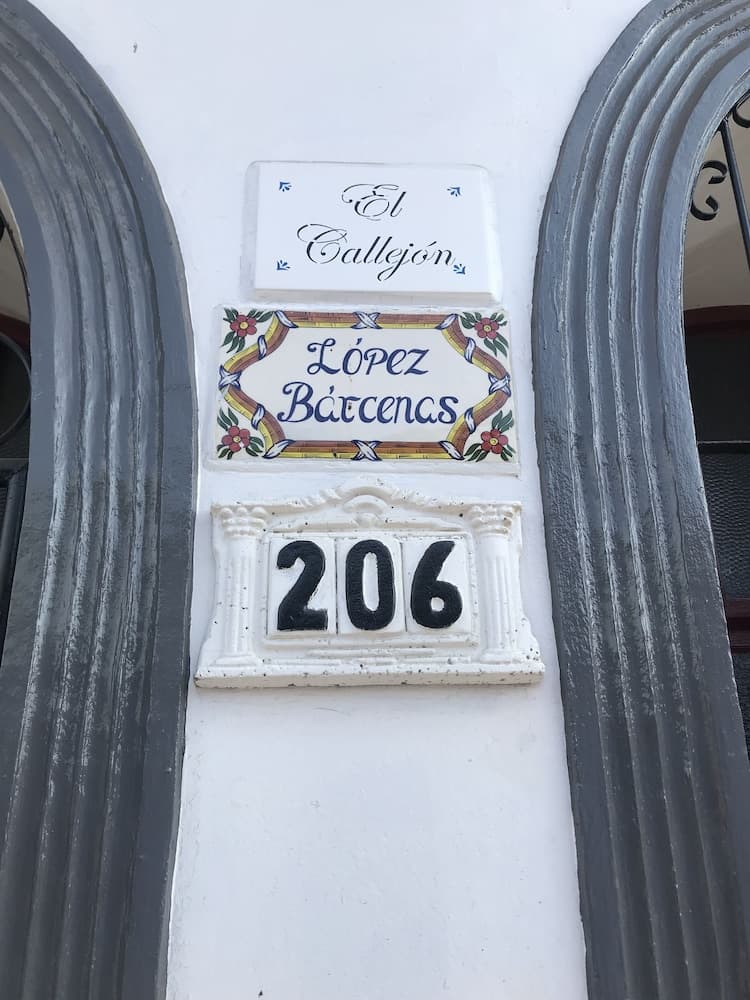 El
Callejón
López
Bárcenas
206